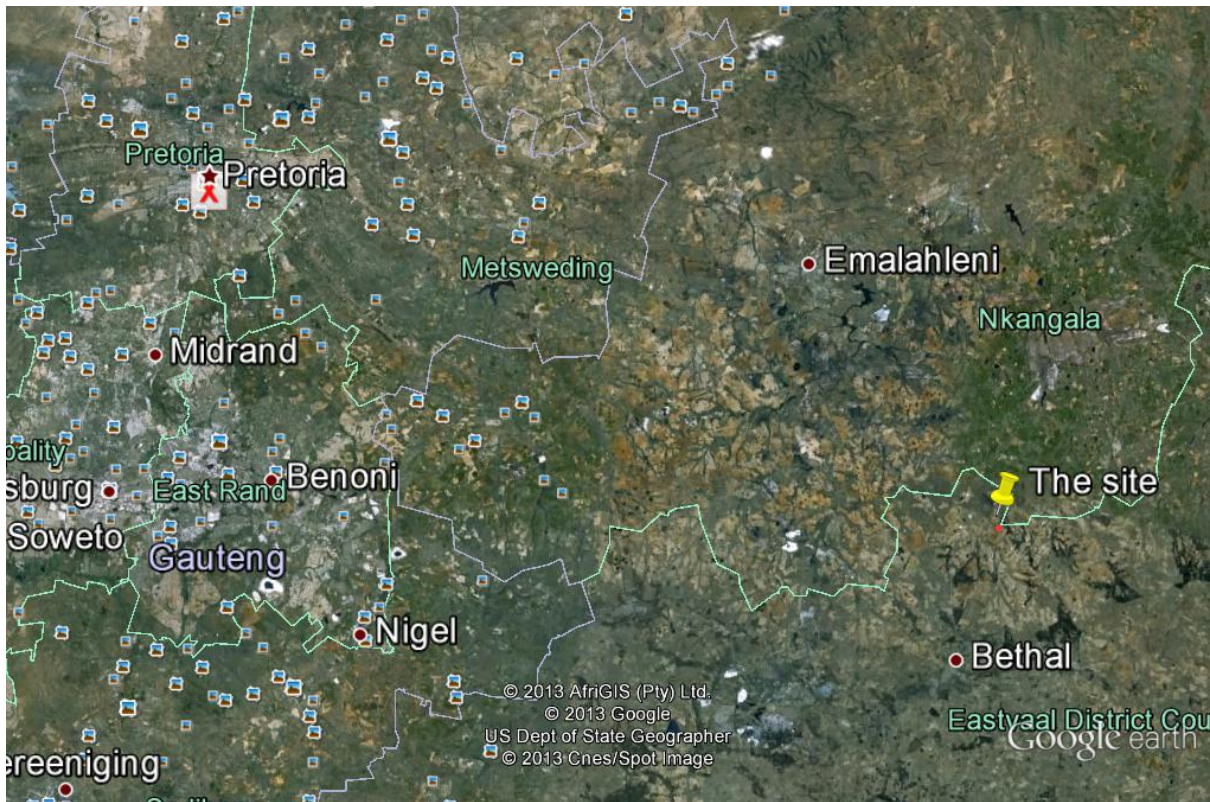 Pretoria
Pretoria
Metsweding
Emalahleni
Nkangala
Midrand
pality
sburg
Benoni
East Rand
The site
Soweto
Gauteng
Nigel
Bethal
© 2013 AfriGIS (Pty) Ltd.
© 2013 Google
US Dept of State Geographer
© 2013 Cnes/Spot Image
Eastvaal District Cou
Google earth
ereeniging